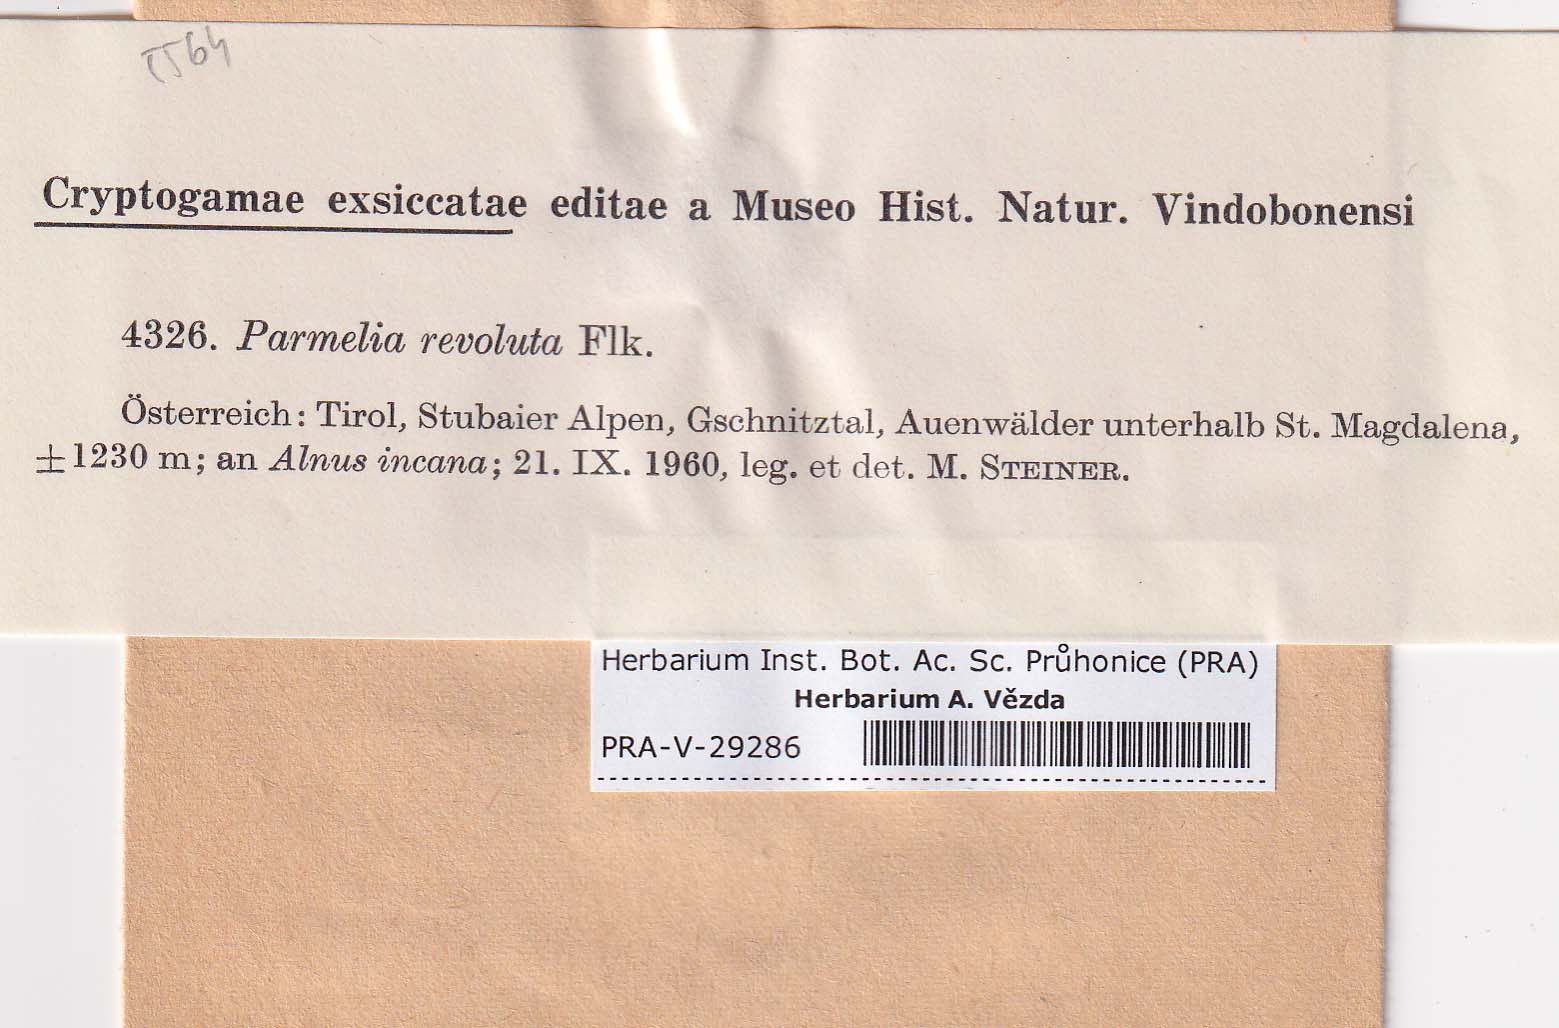 Cryptogamae exsiccatae editae a Museo Hist. Natur. Vindobonensi
4326. Parmelia revoluta Flk.
Österreich: Tirol, Stubaier Alpen, Gschnitztal, Auenwälder unterhalb St. Magdalena,
±1230 m; an Alnus incana; 21. IX. 1960, leg. et det. M. STEINER.
Herbarium Inst. Bot. Ac. Sc. Průhonice (PRA)
Herbarium A. Vězda
PRA-V-29286